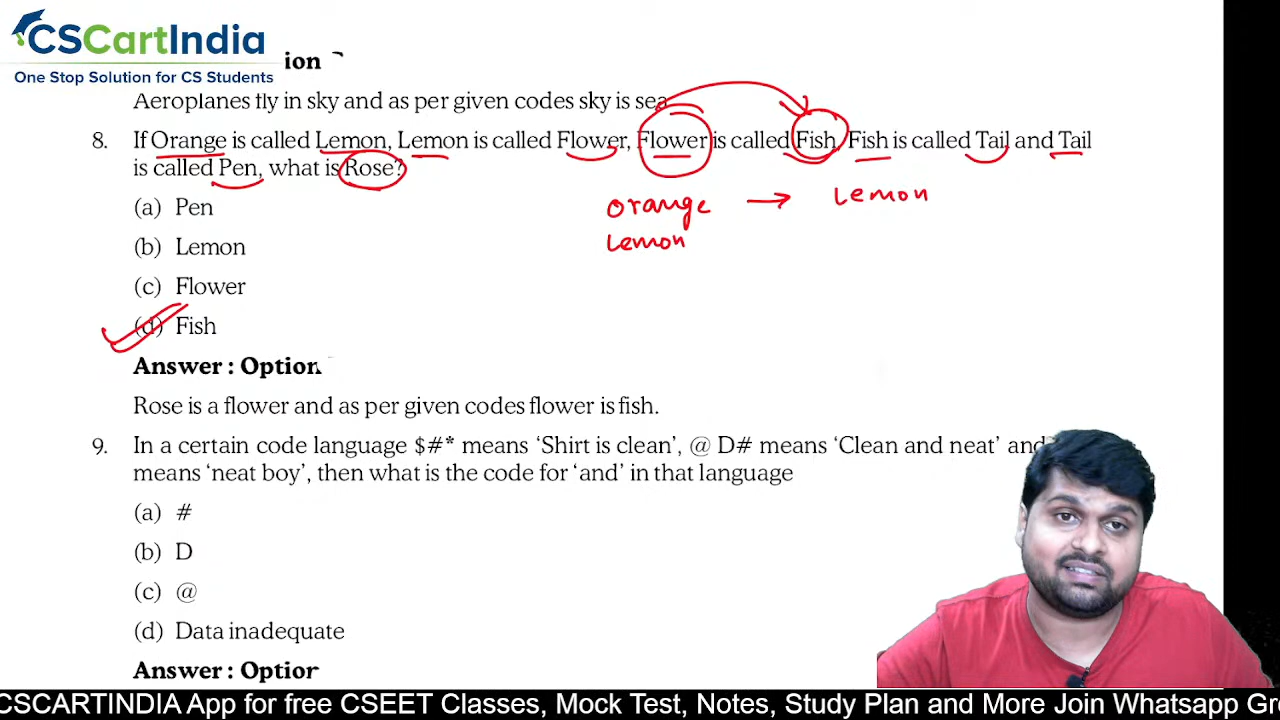 CSCartIndia
One Stop Solution for CS Students
ion
Aeroplanes fly in sky and as per given codes sky is sea
8. If Orange is called Lemon, Lemon is called Flower, Flower is called Fish, Fish is called Tail and Tail
is called Pen, what is Rose?
(a) Pen
orange → Lemon
(b) Lemon
Lemon
(c) Flower
(d) Fish
Answer : Option
Rose is a flower and as per given codes flower is fish.
9. In a certain code language $#* means ‘Shirt is clean’, @ D# means ‘Clean and neat’ and
means ‘neat boy’, then what is the code for ‘and’ in that language
(a) #
(b) D
(c) @
(d) Data inadequate
Answer : Option
CSCARTINDIA App for free CSEET Classes, Mock Test, Notes, Study Plan and More Join Whatsapp Gr